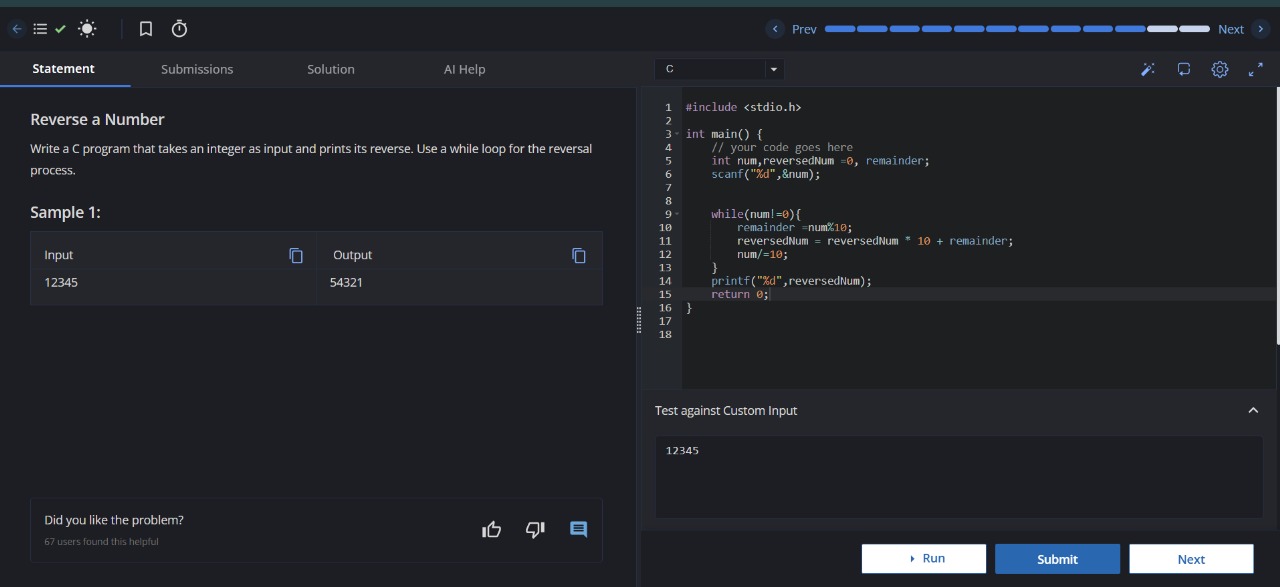 Prev
Next
Statement
Submissions
Solution
AI Help
C
Reverse a Number
Write a C program that takes an integer as input and prints its reverse. Use a while loop for the reversal
process.
Sample 1:
Input
Output
12345
54321
Did you like the problem?
67 users found this helpful
1 #include <stdio.h>
2
3 int main() {
4     // your code goes here
5     int num,reversedNum =0, remainder;
6     scanf("%d",&num);
7
8
9     while(num!=0){
10         remainder =num%10;
11         reversedNum = reversedNum * 10 + remainder;
12         num/=10;
13     }
14     printf("%d",reversedNum);
15     return 0;
16 }
17
18
Test against Custom Input
12345
Run
Submit
Next